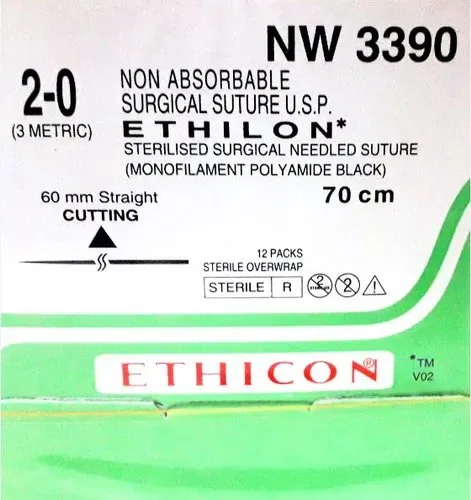 NW 3390
2-0
(3 METRIC)
NON ABSORBABLE
SURGICAL SUTURE U.S.P.
ETHILON*
STERILISED SURGICAL NEEDLED SUTURE
(MONOFILAMENT POLYAMIDE BLACK)
60 mm Straight
CUTTING
70 cm
12 PACKS
STERILE OVERWRAP
STERILE R
ETHICON®
*TM
V02